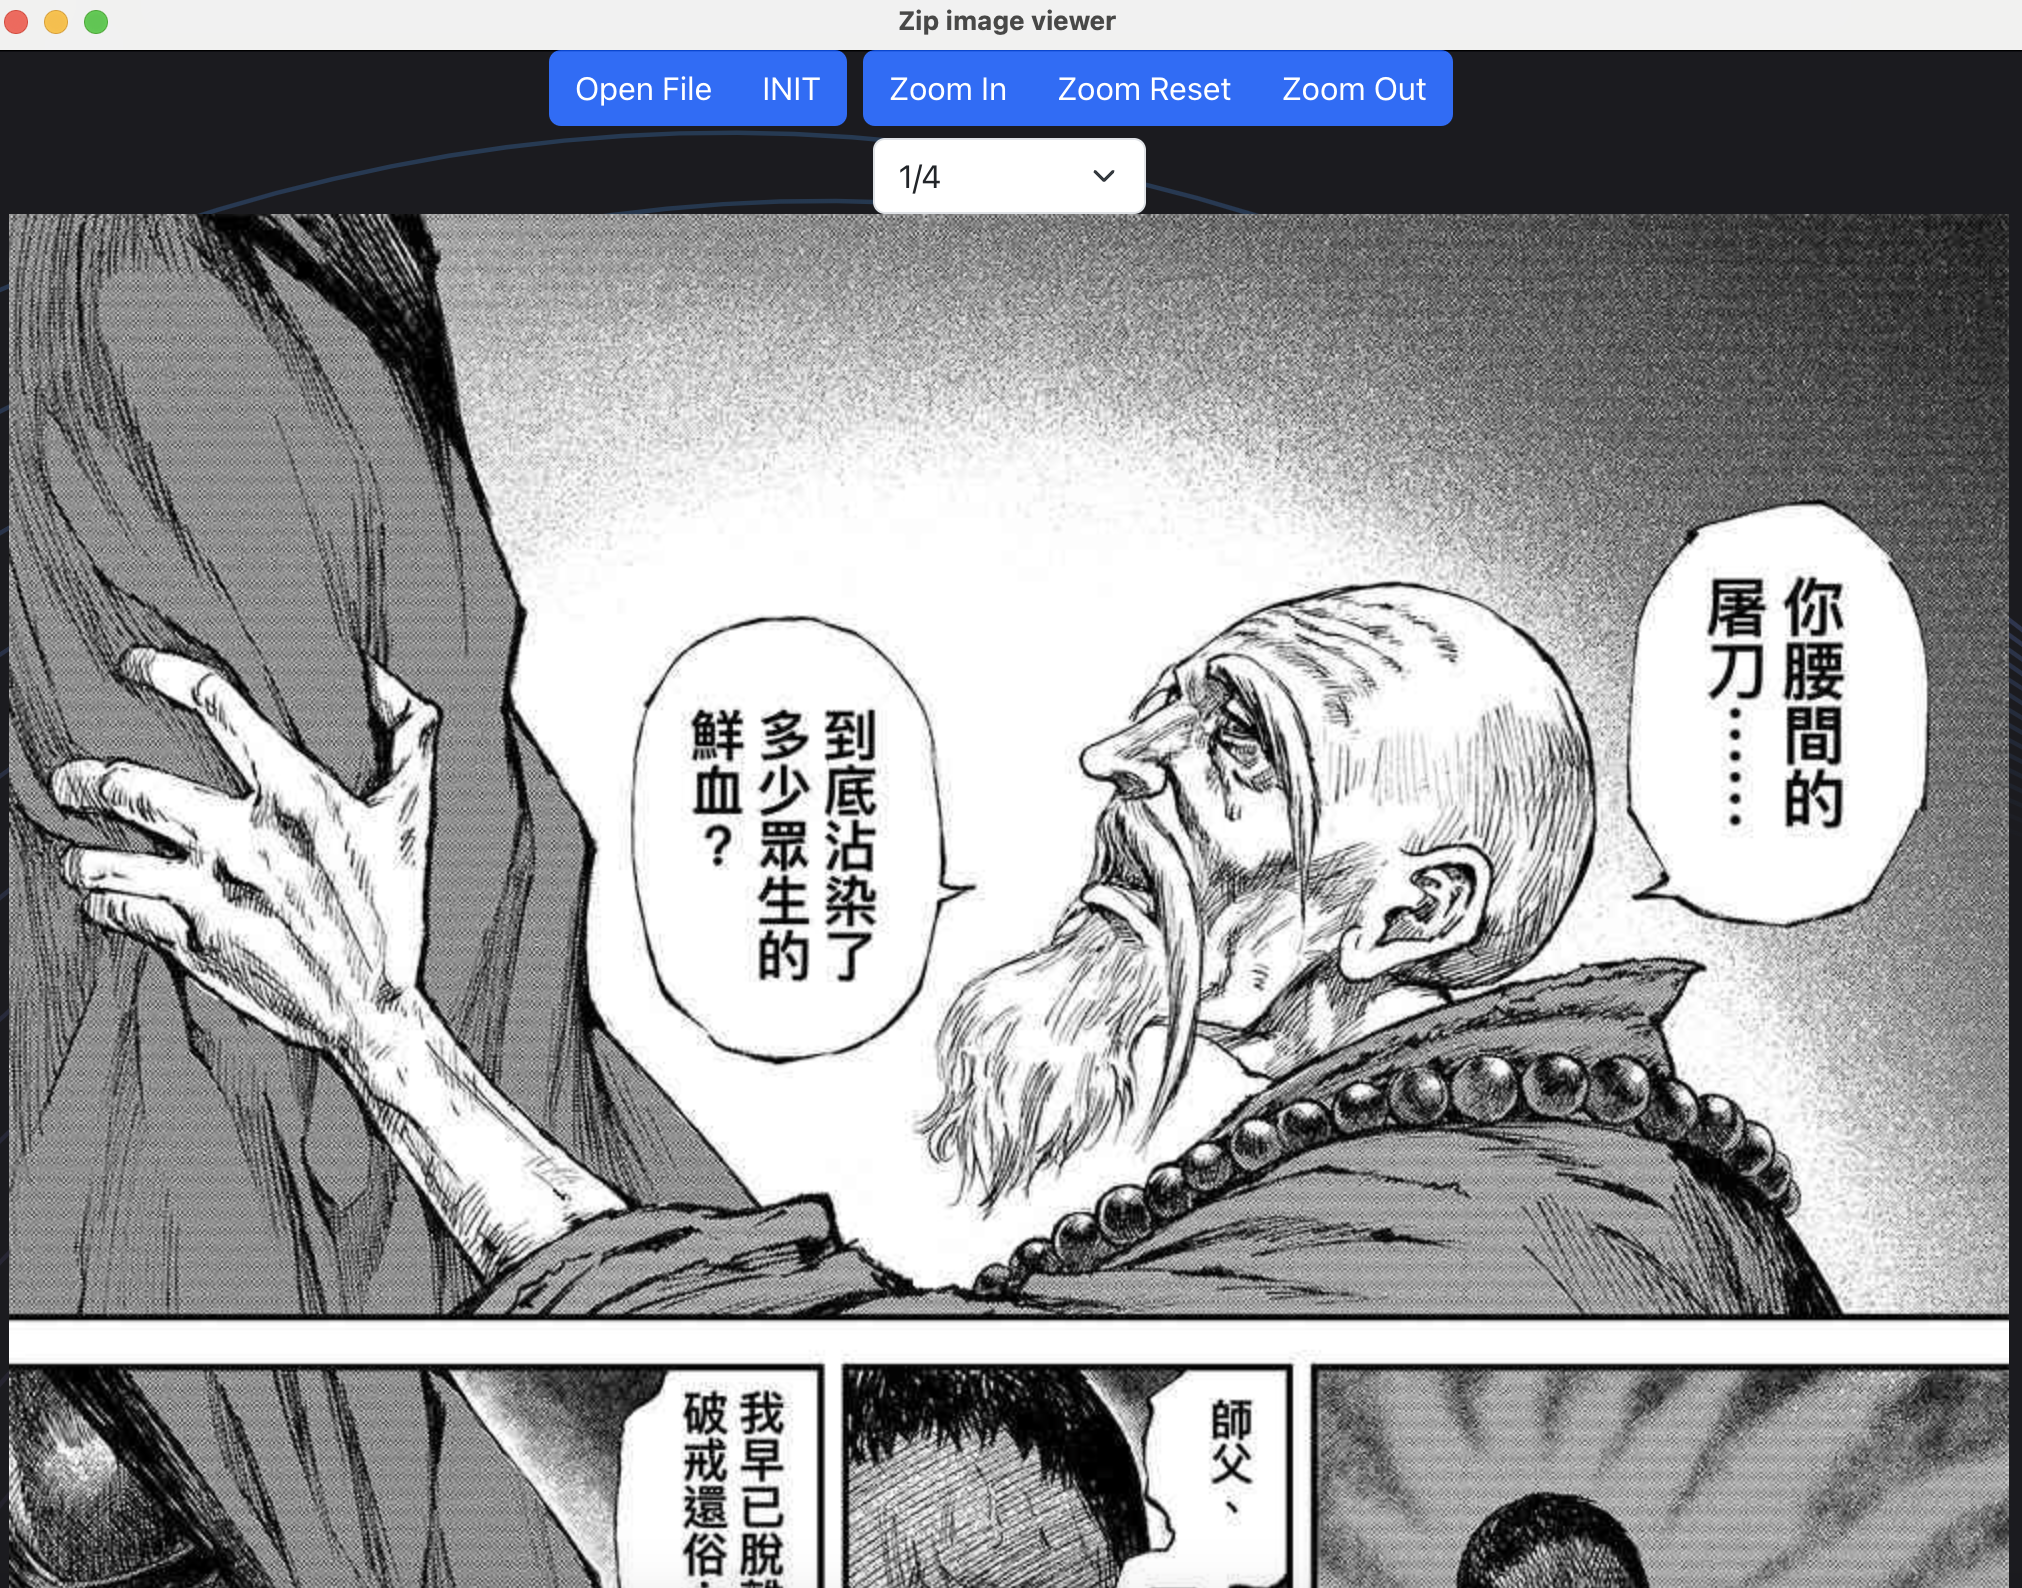 Zip image viewer
Open File
INIT
Zoom In
Zoom Reset
Zoom Out
1/4
你腰間的
屠刀……
到底沾染了
多少眾生的
鮮血？
師父、
我早已脫
破戒還俗